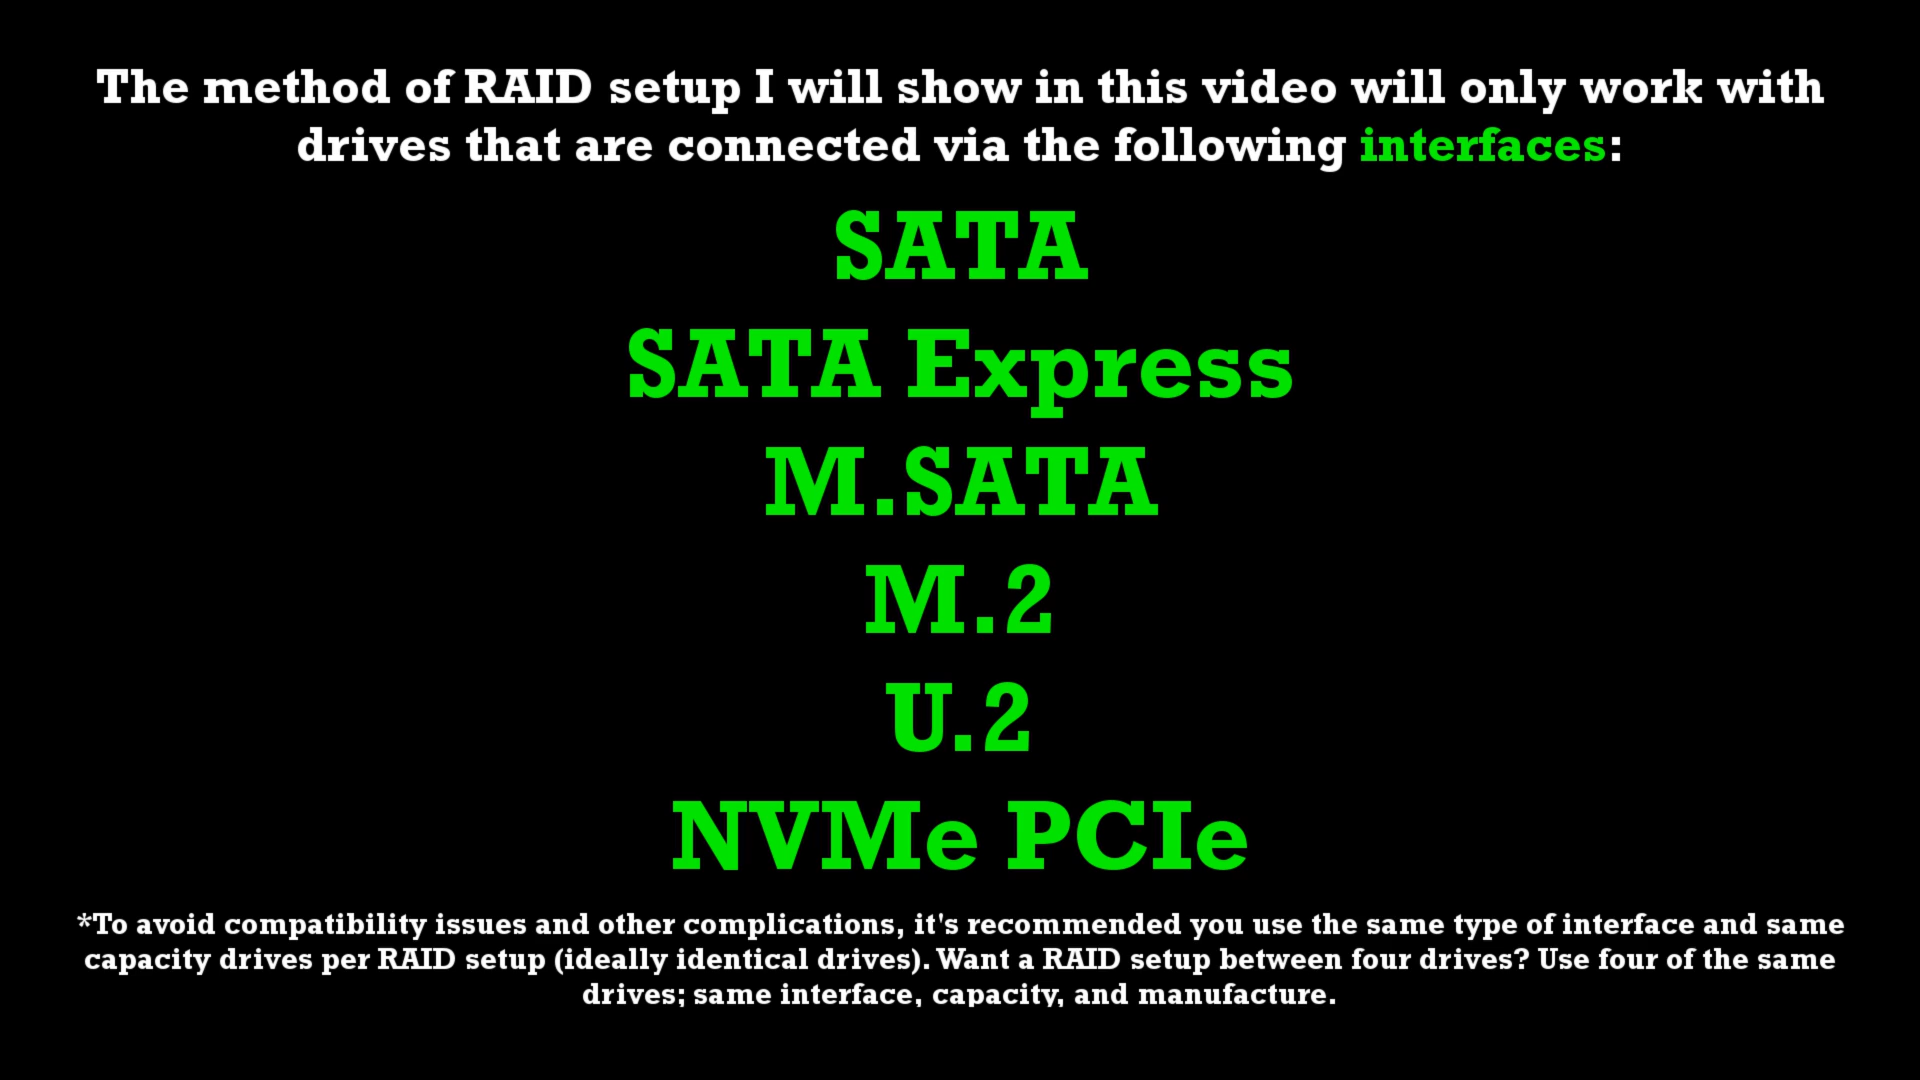 The method of RAID setup I will show in this video will only work with
drives that are connected via the following interfaces:
SATA
SATA Express
M.SATA
M.2
U.2
NVMe PCIe
*To avoid compatibility issues and other complications, it's recommended you use the same type of interface and same
capacity drives per RAID setup (ideally identical drives). Want a RAID setup between four drives? Use four of the same
drives; same interface, capacity, and manufacture.